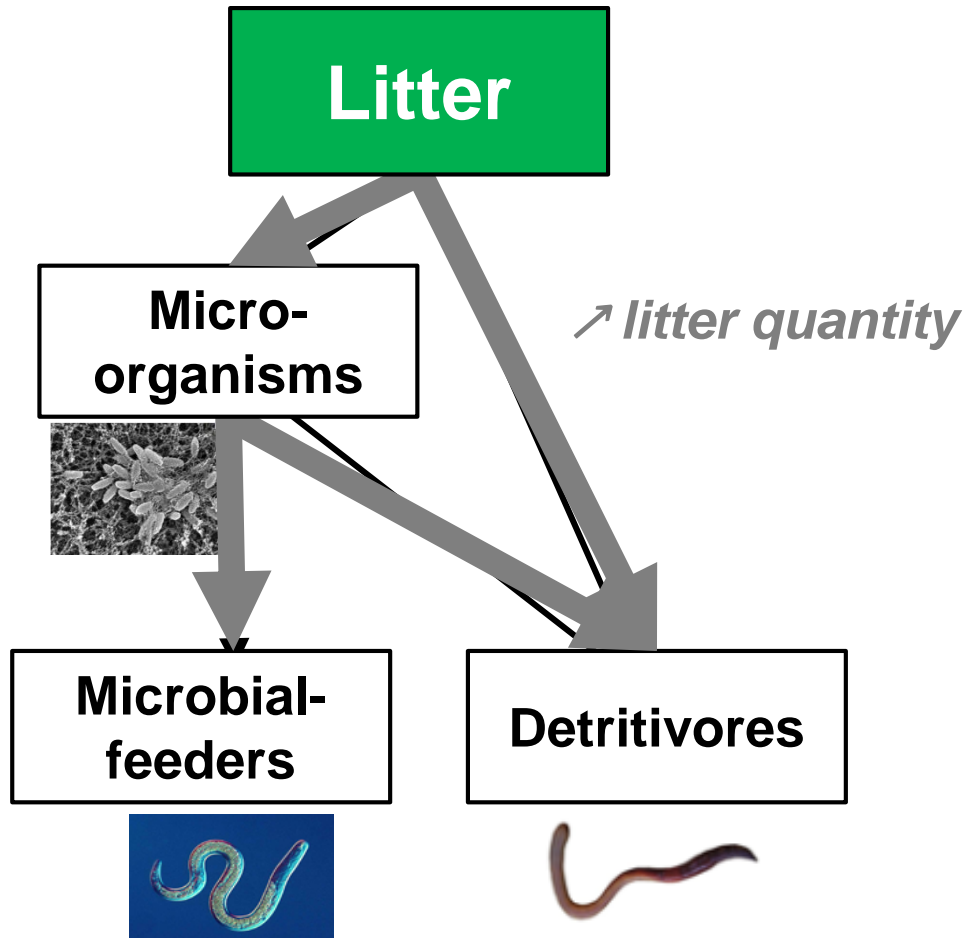 Litter
Micro-
organisms
↗ litter quantity
Microbial-
feeders
Detritivores